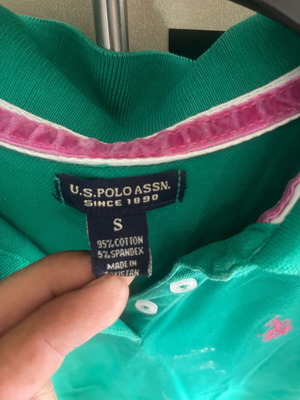 U.S. POLO ASSN.
SINCE 1890
S
95% COTTON
5% SPANDEX
MADE IN